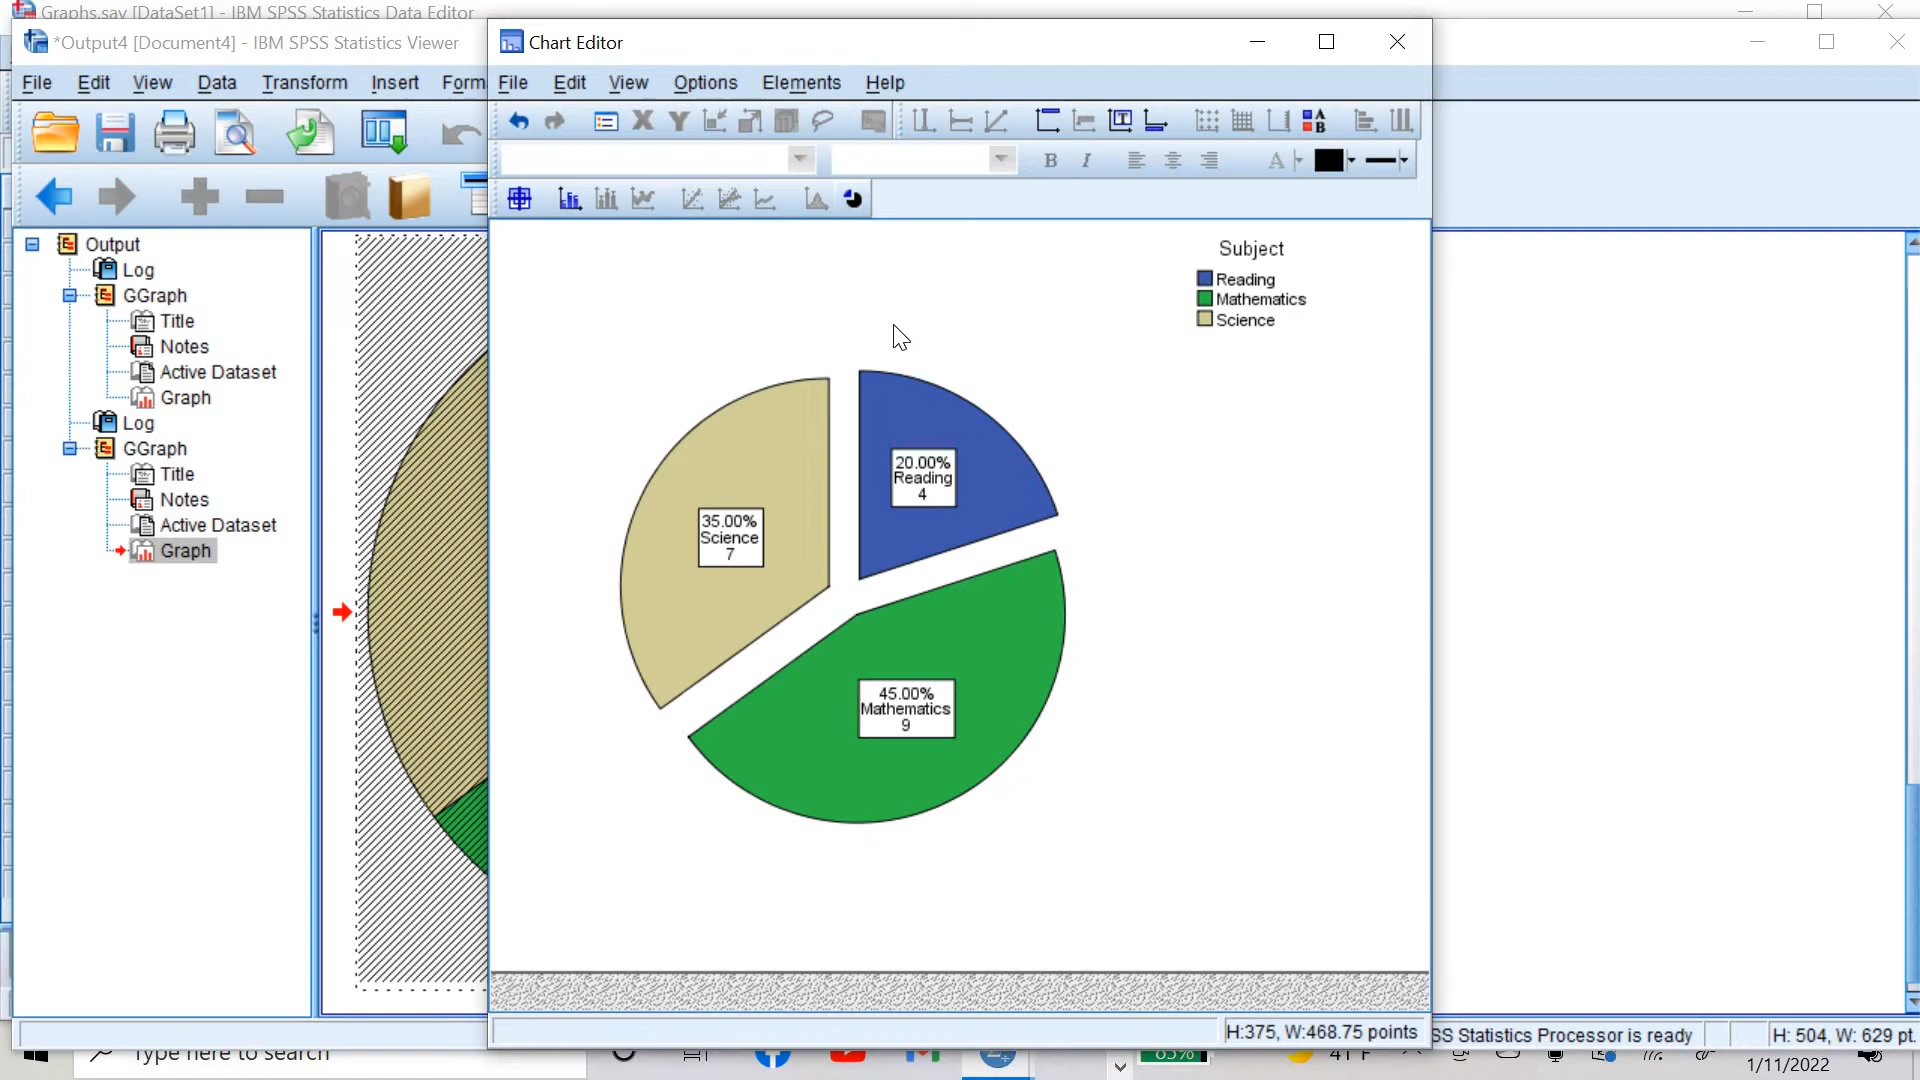 Graphs.sav [DataSet1] - IBM SPSS Statistics Data Editor
*Output4 [Document4] - IBM SPSS Statistics Viewer
File Edit View Data Transform Insert Form
Output
Log
GGraph
Title
Notes
Active Dataset
Graph
Log
GGraph
Title
Notes
Active Dataset
Graph
Chart Editor
File Edit View Options Elements Help
X Y
B I A
Subject
Reading
Mathematics
Science
20.00%
Reading
4
35.00%
Science
7
45.00%
Mathematics
9
H:375, W:468.75 points
SS Statistics Processor is ready
H: 504, W: 629 pt.
Type here to search
65%
41°F
1/11/2022